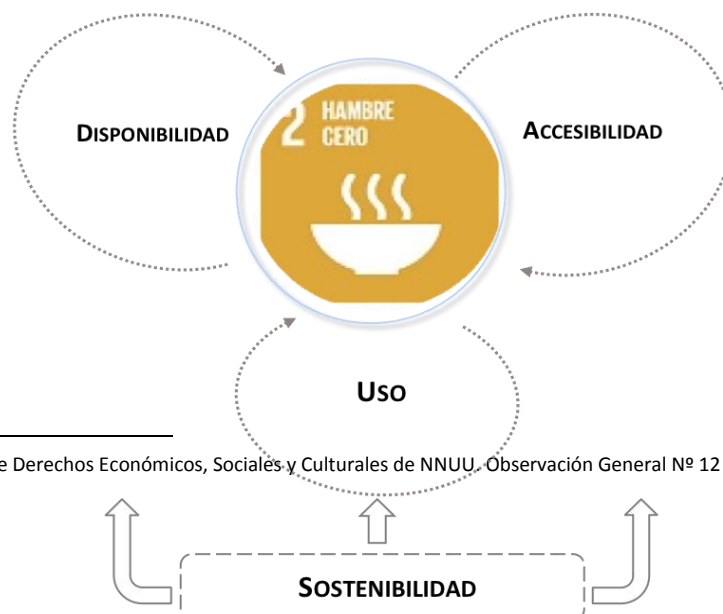 2 HAMBRE
CERO
DISPONIBILIDAD
ACCESIBILIDAD
USO
e Derechos Económicos, Sociales y Culturales de NNUU. Observación General Nº 12
SOSTENIBILIDAD